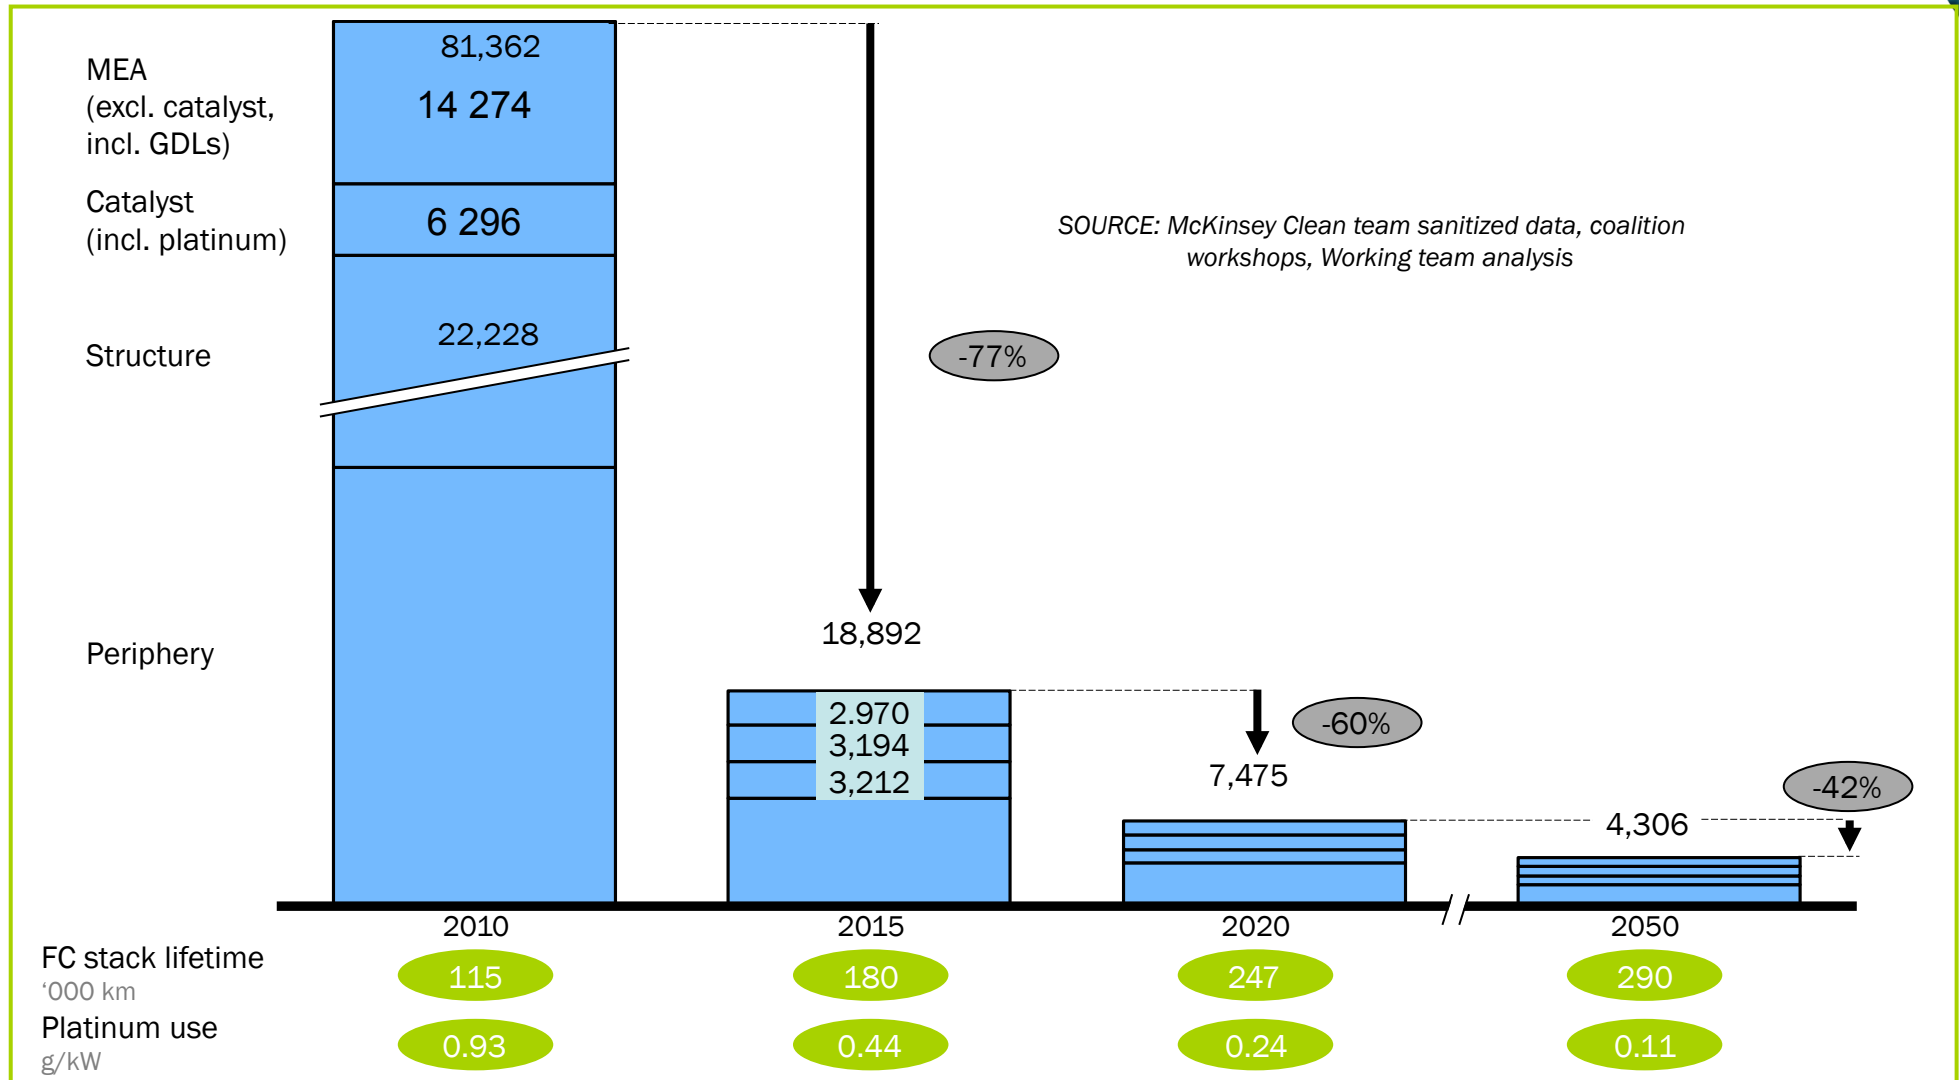 81,362
MEA
(excl. catalyst,
incl. GDLs)
14 274
Catalyst
(incl. platinum)
6 296
SOURCE: McKinsey Clean team sanitized data, coalition
workshops, Working team analysis
Structure
22,228
-77%
Periphery
18,892
2.970
3,194
3,212
-60%
7,475
-42%
4,306
2010 2015 2020 2050
FC stack lifetime
‘000 km
115 180 247 290
Platinum use
g/kW
0.93 0.44 0.24 0.11